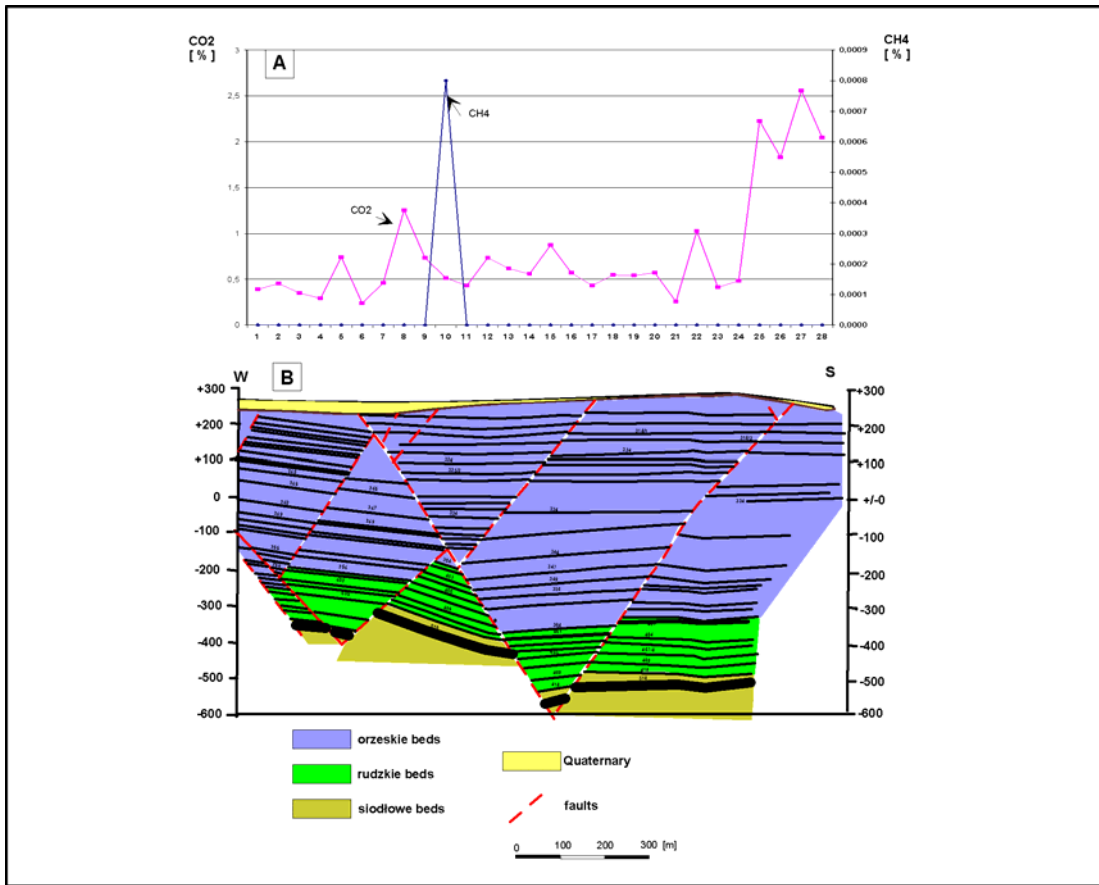 CO2
[ % ]
CH4
[ % ]
A
3
2,5
2
1,5
1
0,5
0
0,0009
0,0008
0,0007
0,0006
0,0005
0,0004
0,0003
0,0002
0,0001
0,0000
CH4
CO2
1 2 3 4 5 6 7 8 9 10 11 12 13 14 15 16 17 18 19 20 21 22 23 24 25 26 27 28
B
W
S
+300
+200
+100
0
-100
-200
-300
-400
-500
-600
+300
+200
+100
+/-0
-100
-200
-300
-400
-500
-600
orzeskie beds
rudzkie beds
siodłowe beds
Quaternary
faults
0 100 200 300 [m]